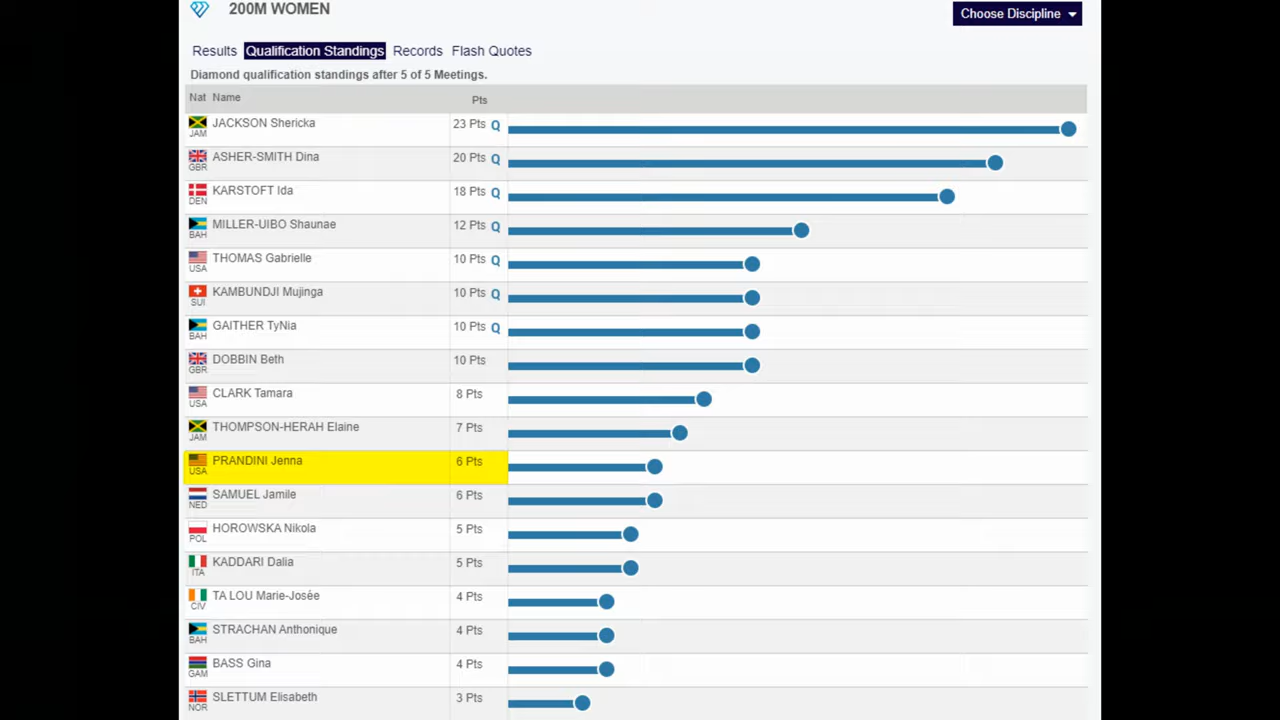 200M WOMEN
Choose Discipline
Results Qualification Standings Records Flash Quotes
Diamond qualification standings after 5 of 5 Meetings.
Nat Name Pts
JAM JACKSON Shericka 23 Pts Q
GBR ASHER-SMITH Dina 20 Pts Q
DEN KARSTOFT Ida 18 Pts Q
BAH MILLER-UIBO Shaunae 12 Pts Q
USA THOMAS Gabrielle 10 Pts Q
SUI KAMBUNDJI Mujinga 10 Pts Q
BAH GAITHER TyNia 10 Pts Q
GBR DOBBIN Beth 10 Pts
USA CLARK Tamara 8 Pts
JAM THOMPSON-HERAH Elaine 7 Pts
USA PRANDINI Jenna 6 Pts
NED SAMUEL Jamile 6 Pts
POL HOROWSKA Nikola 5 Pts
ITA KADDARI Dalia 5 Pts
CIV TA LOU Marie-Josée 4 Pts
BAH STRACHAN Anthonique 4 Pts
GAM BASS Gina 4 Pts
NOR SLETTUM Elisabeth 3 Pts